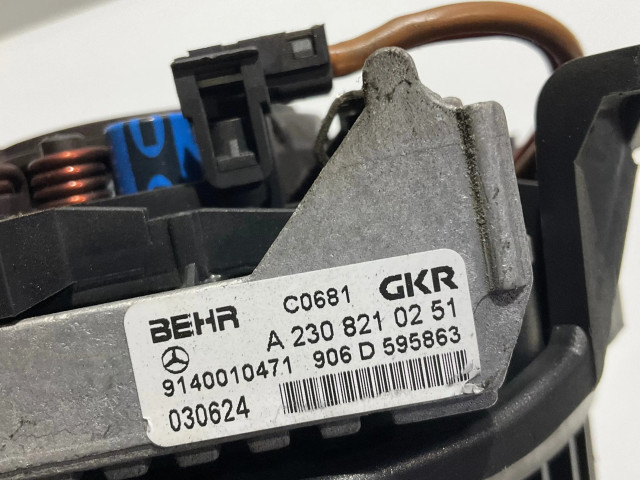 BEHR C0681 GKR
A 230 821 02 51
9140010471 906 D 595863
030624